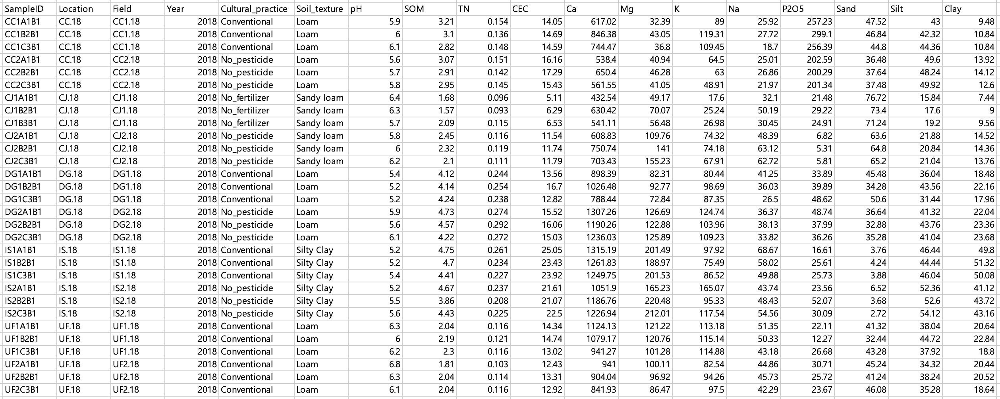 SampleID Location Field Year Cultural_practice Soil_texture pH SOM TN CEC Ca Mg K Na P2O5 Sand Silt Clay
CC1A1B1 CC.18 CC1.18 2018 Conventional Loam 5.9 3.21 0.154 14.05 617.02 32.39 89 25.92 257.23 47.52 43 9.48
CC1B2B1 CC.18 CC1.18 2018 Conventional Loam 6 3.1 0.136 14.69 846.38 43.05 119.31 27.72 299.1 46.84 42.32 10.84
CC1C3B1 CC.18 CC1.18 2018 Conventional Loam 6.1 2.82 0.148 14.59 744.47 36.8 109.45 18.7 256.39 44.8 44.36 10.84
CC2A1B1 CC.18 CC2.18 2018 No_pesticide Loam 5.6 3.07 0.151 16.16 538.4 40.94 64.5 25.01 202.59 36.48 49.6 13.92
CC2B2B1 CC.18 CC2.18 2018 No_pesticide Loam 5.7 2.91 0.142 17.29 650.4 46.28 63 26.86 200.29 37.64 48.24 14.12
CC2C3B1 CC.18 CC2.18 2018 No_pesticide Loam 5.8 2.95 0.145 15.43 561.55 41.05 48.91 21.97 201.34 37.48 49.92 12.6
CJ1A1B1 CJ.18 CJ1.18 2018 No_fertilizer Sandy loam 6.4 1.68 0.096 5.11 432.54 49.17 17.6 32.1 21.48 76.72 15.84 7.44
CJ1B2B1 CJ.18 CJ1.18 2018 No_fertilizer Sandy loam 6.3 1.57 0.093 6.29 630.42 70.07 25.24 50.19 29.22 73.4 17.6 9
CJ1B3B1 CJ.18 CJ1.18 2018 No_fertilizer Sandy loam 5.7 2.09 0.115 6.53 541.11 56.48 26.98 30.45 24.91 71.24 19.2 9.56
CJ2A1B1 CJ.18 CJ2.18 2018 No_pesticide Sandy loam 5.8 2.45 0.116 11.54 608.83 109.76 74.32 48.39 6.82 63.6 21.88 14.52
CJ2B2B1 CJ.18 CJ2.18 2018 No_pesticide Sandy loam 6 2.32 0.119 11.74 750.74 141 74.18 63.12 5.31 64.8 20.84 14.36
CJ2C3B1 CJ.18 CJ2.18 2018 No_pesticide Sandy loam 6.2 2.1 0.111 11.79 703.43 155.23 67.91 62.72 5.81 65.2 21.04 13.76
DG1A1B1 DG.18 DG1.18 2018 Conventional Loam 5.4 4.12 0.244 13.56 898.39 82.31 80.44 41.25 33.89 45.48 36.04 18.48
DG1B2B1 DG.18 DG1.18 2018 Conventional Loam 5.2 4.14 0.254 16.7 1026.48 92.77 98.69 36.03 39.89 34.28 43.56 22.16
DG1C3B1 DG.18 DG1.18 2018 Conventional Loam 5.2 4.24 0.238 12.82 788.44 72.84 87.35 26.5 48.62 50.6 31.44 17.96
DG2A1B1 DG.18 DG2.18 2018 No_pesticide Loam 5.9 4.73 0.274 15.52 1307.26 126.69 124.74 36.37 48.74 36.64 41.32 22.04
DG2B2B1 DG.18 DG2.18 2018 No_pesticide Loam 5.6 4.57 0.292 16.06 1190.26 122.88 103.96 38.13 37.99 32.88 43.76 23.36
DG2C3B1 DG.18 DG2.18 2018 No_pesticide Loam 6.1 4.22 0.272 15.03 1236.03 125.89 109.23 33.82 36.26 35.28 41.04 23.68
IS1A1B1 IS.18 IS1.18 2018 Conventional Silty Clay 5.2 4.75 0.261 25.05 1315.19 201.49 97.92 68.67 16.61 3.76 46.44 49.8
IS1B2B1 IS.18 IS1.18 2018 Conventional Silty Clay 5.2 4.7 0.234 23.43 1261.83 188.97 75.49 58.02 25.61 4.24 44.44 51.32
IS1C3B1 IS.18 IS1.18 2018 Conventional Silty Clay 5.4 4.41 0.227 23.92 1249.75 201.53 86.52 49.88 25.73 3.88 46.04 50.08
IS2A1B1 IS.18 IS2.18 2018 No_pesticide Silty Clay 5.2 4.67 0.237 21.61 1051.9 165.23 165.07 43.74 23.56 6.52 52.36 41.12
IS2B2B1 IS.18 IS2.18 2018 No_pesticide Silty Clay 5.5 3.86 0.208 21.07 1186.76 220.48 95.33 48.43 52.07 3.68 52.6 43.72
IS2C3B1 IS.18 IS2.18 2018 No_pesticide Silty Clay 5.6 4.43 0.225 22.5 1226.94 212.01 117.54 54.56 30.09 2.72 54.12 43.16
UF1A1B1 UF.18 UF1.18 2018 Conventional Loam 6.3 2.04 0.116 14.34 1124.13 121.22 113.18 51.35 22.11 41.32 38.04 20.64
UF1B2B1 UF.18 UF1.18 2018 Conventional Loam 6 2.19 0.121 14.74 1079.17 120.76 115.14 50.33 12.27 32.44 44.72 22.84
UF1C3B1 UF.18 UF1.18 2018 Conventional Loam 6.2 2.3 0.116 13.02 941.27 101.28 114.88 43.18 26.68 43.28 37.92 18.8
UF2A1B1 UF.18 UF2.18 2018 Conventional Loam 6.8 1.81 0.103 12.43 941 100.11 82.54 44.86 30.71 45.24 34.32 20.44
UF2B2B1 UF.18 UF2.18 2018 Conventional Loam 6.3 2.04 0.114 13.31 904.04 96.92 94.26 45.73 25.72 41.24 38.24 20.52
UF2C3B1 UF.18 UF2.18 2018 Conventional Loam 6.1 2.04 0.116 12.92 841.93 86.47 97.5 42.29 23.67 46.08 35.28 18.64